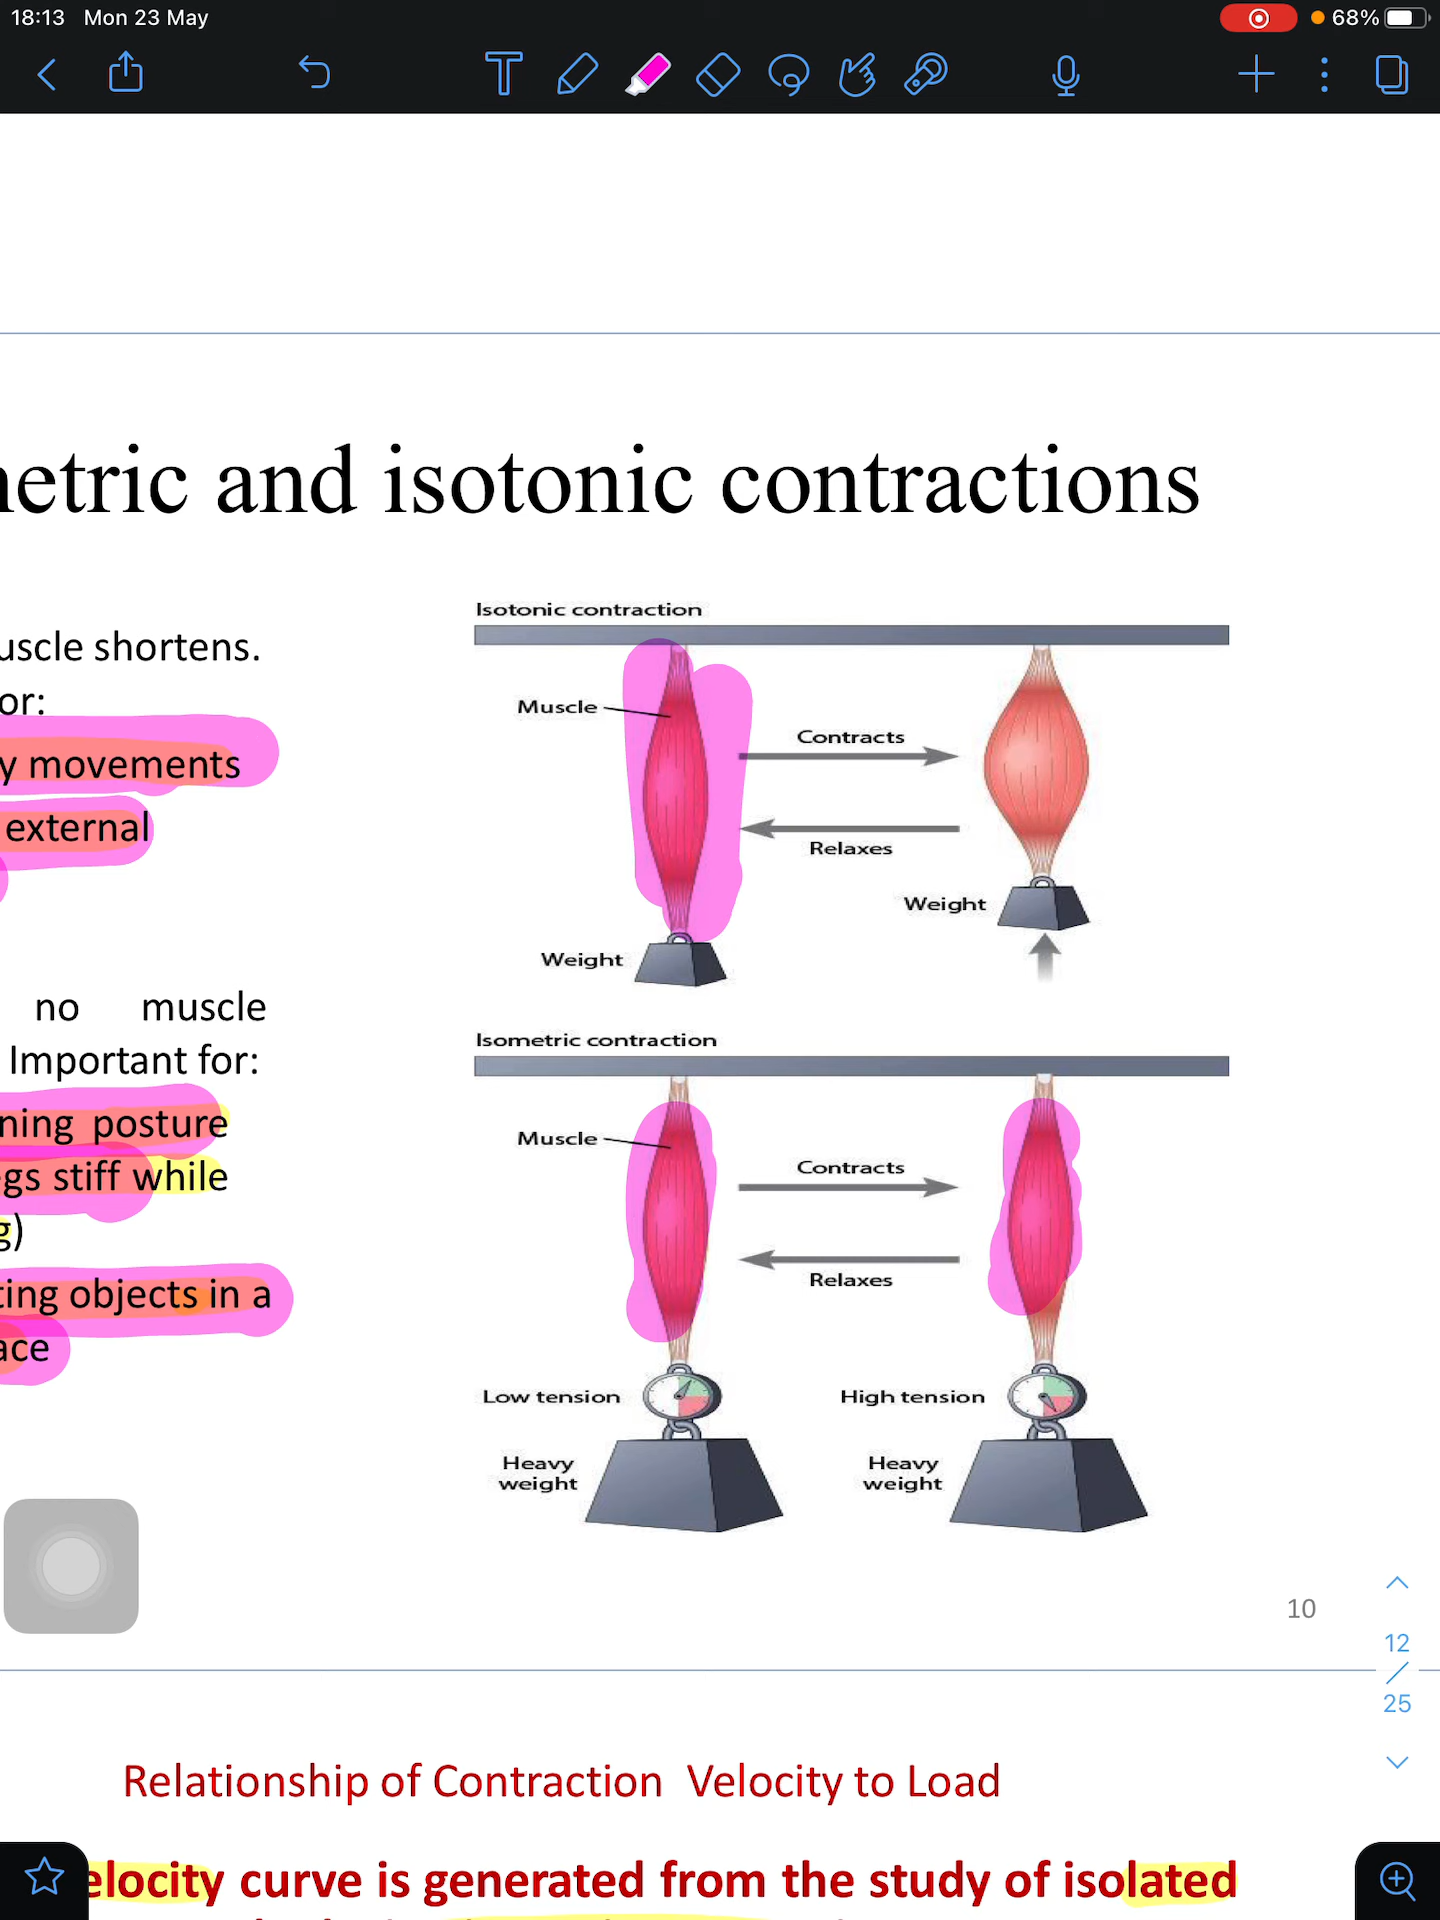 18:13 Mon 23 May
68%
T
metric and isotonic contractions
uscle shortens.
or:
y movements
external
no muscle
Important for:
ning posture
gs stiff while
g)
ting objects in a
ace
Isotonic contraction
Muscle
Contracts
Relaxes
Weight
Weight
Isometric contraction
Muscle
Contracts
Relaxes
Low tension
High tension
Heavy
weight
Heavy
weight
10
12
/
25
Relationship of Contraction Velocity to Load
elocity curve is generated from the study of isolated